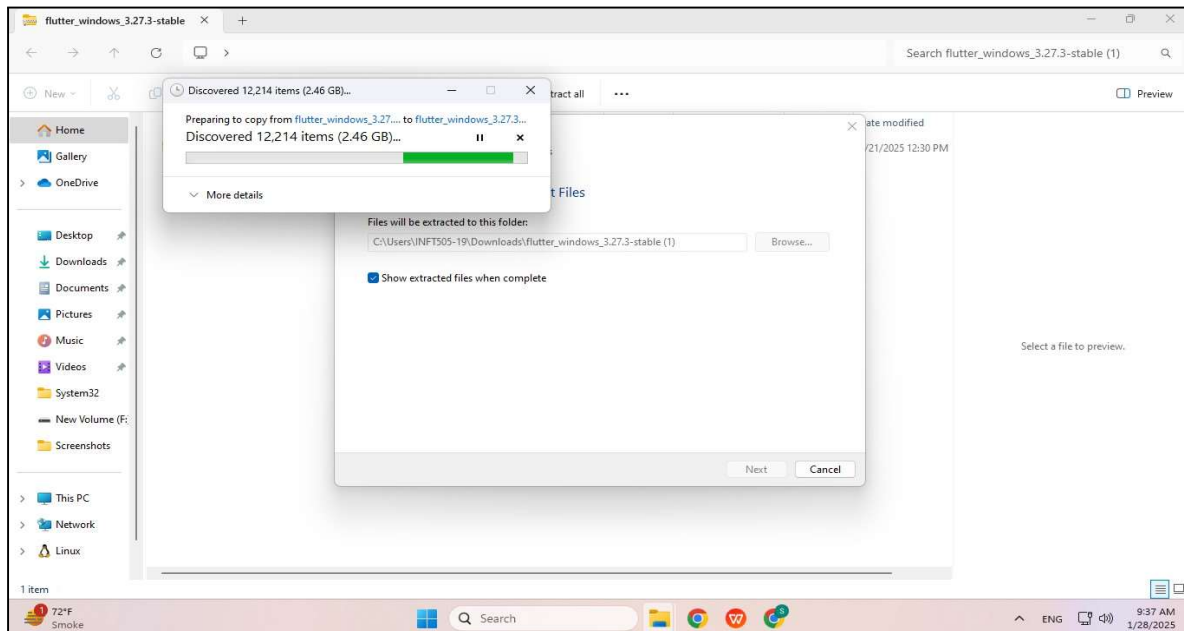 flutter_windows_3.27.3-stable
Search flutter_windows_3.27.3-stable (1)
New
tract all
Preview
Discovered 12,214 items (2.46 GB)...
Preparing to copy from flutter_windows_3.27.... to flutter_windows_3.27.3...
Discovered 12,214 items (2.46 GB)...
More details
ate modified
/21/2025 12:30 PM
t Files
Files will be extracted to this folder:
C:\Users\INFT505-19\Downloads\flutter_windows_3.27.3-stable (1)
Browse...
Show extracted files when complete
Next
Cancel
Home
Gallery
OneDrive
Desktop
Downloads
Documents
Pictures
Music
Videos
System32
New Volume (F:
Screenshots
This PC
Network
Linux
Select a file to preview.
1 item
1
72°F
Smoke
Search
S
ENG
9:37 AM
1/28/2025